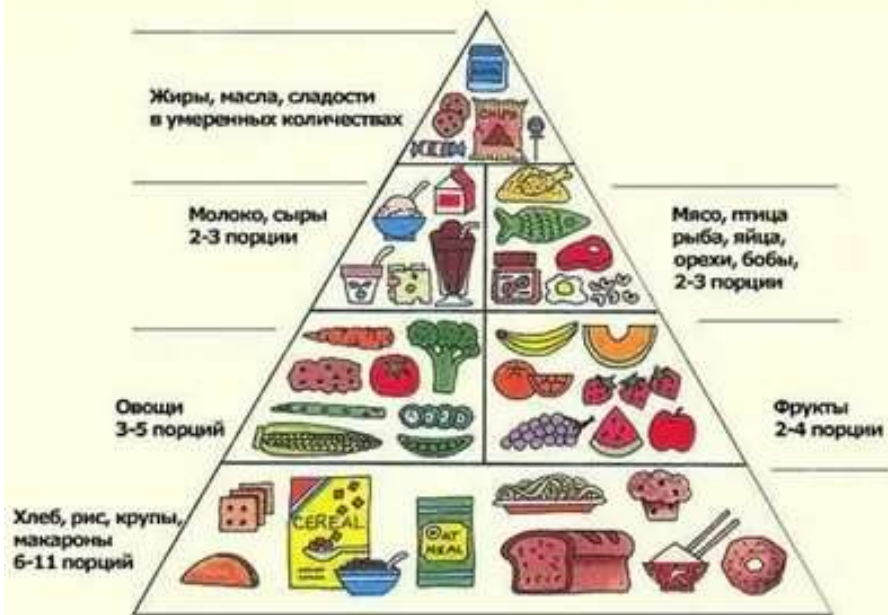 Жиры, масла, сладости
в умеренных количествах
CHIPS
Молоко, сыры
2-3 порции
Мясо, птица
рыба, яйца,
орехи, бобы,
2-3 порции
Овощи
3-5 порций
Фрукты
2-4 порции
Хлеб, рис, крупы,
макароны
6-11 порций
CEREAL
OAT
MEAL